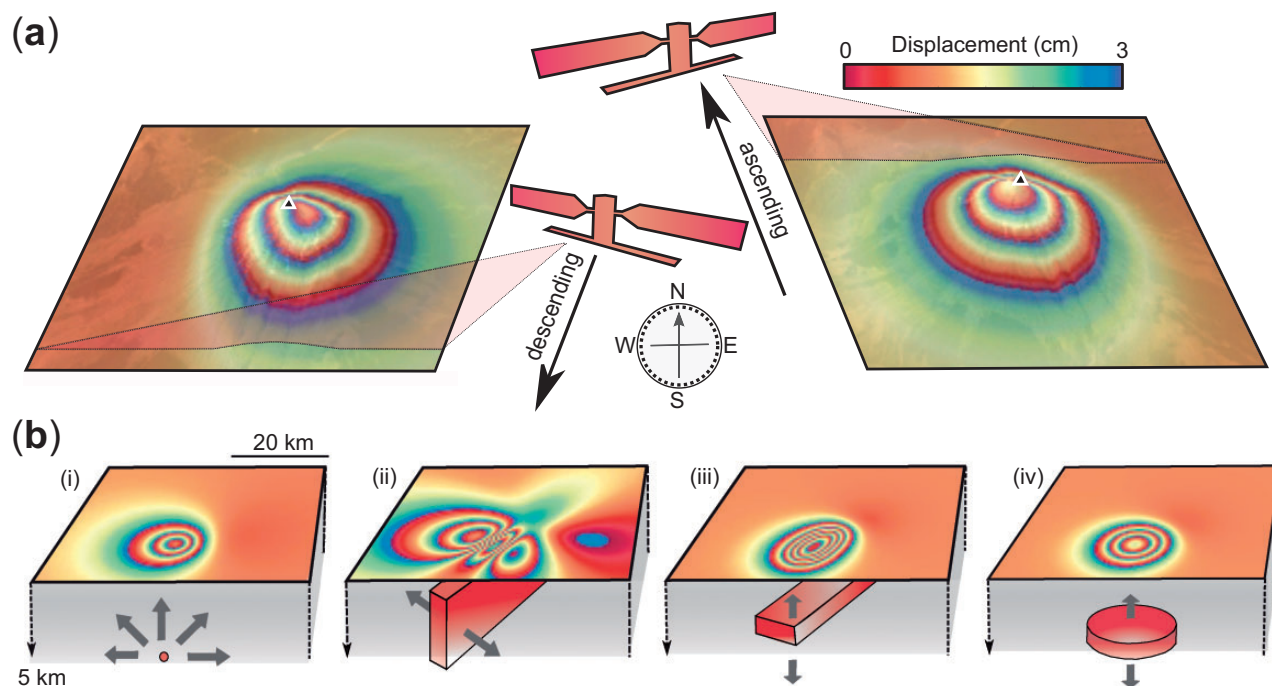 (a)
0 Displacement (cm) 3
ascending
descending
N
W E
S
(b)
20 km
(i) (ii) (iii) (iv)
5 km